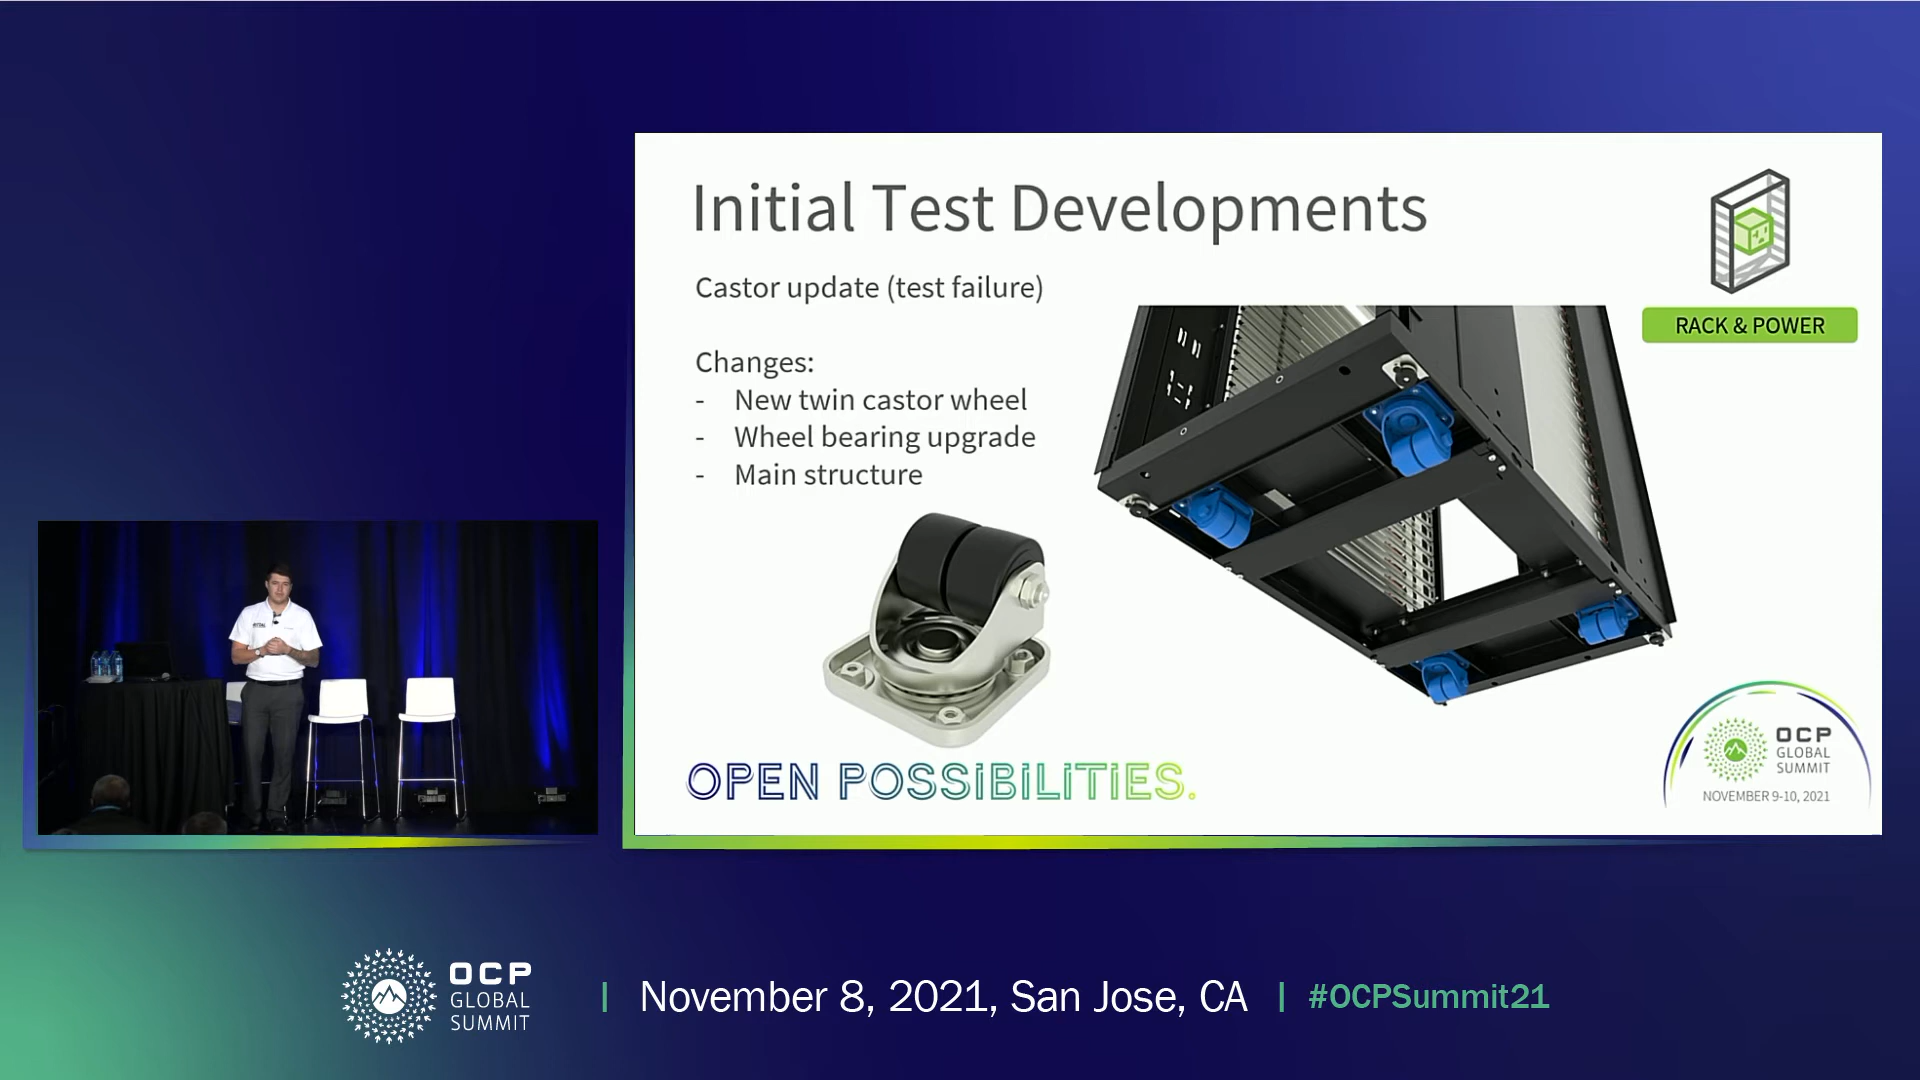 Initial Test Developments
Castor update (test failure)
Changes:
- New twin castor wheel
- Wheel bearing upgrade
- Main structure
RACK & POWER
OPEN POSSIBILITIES.
OCP
GLOBAL
SUMMIT
NOVEMBER 9-10, 2021
OCP
GLOBAL
SUMMIT
| November 8, 2021, San Jose, CA | #OCPSummit21